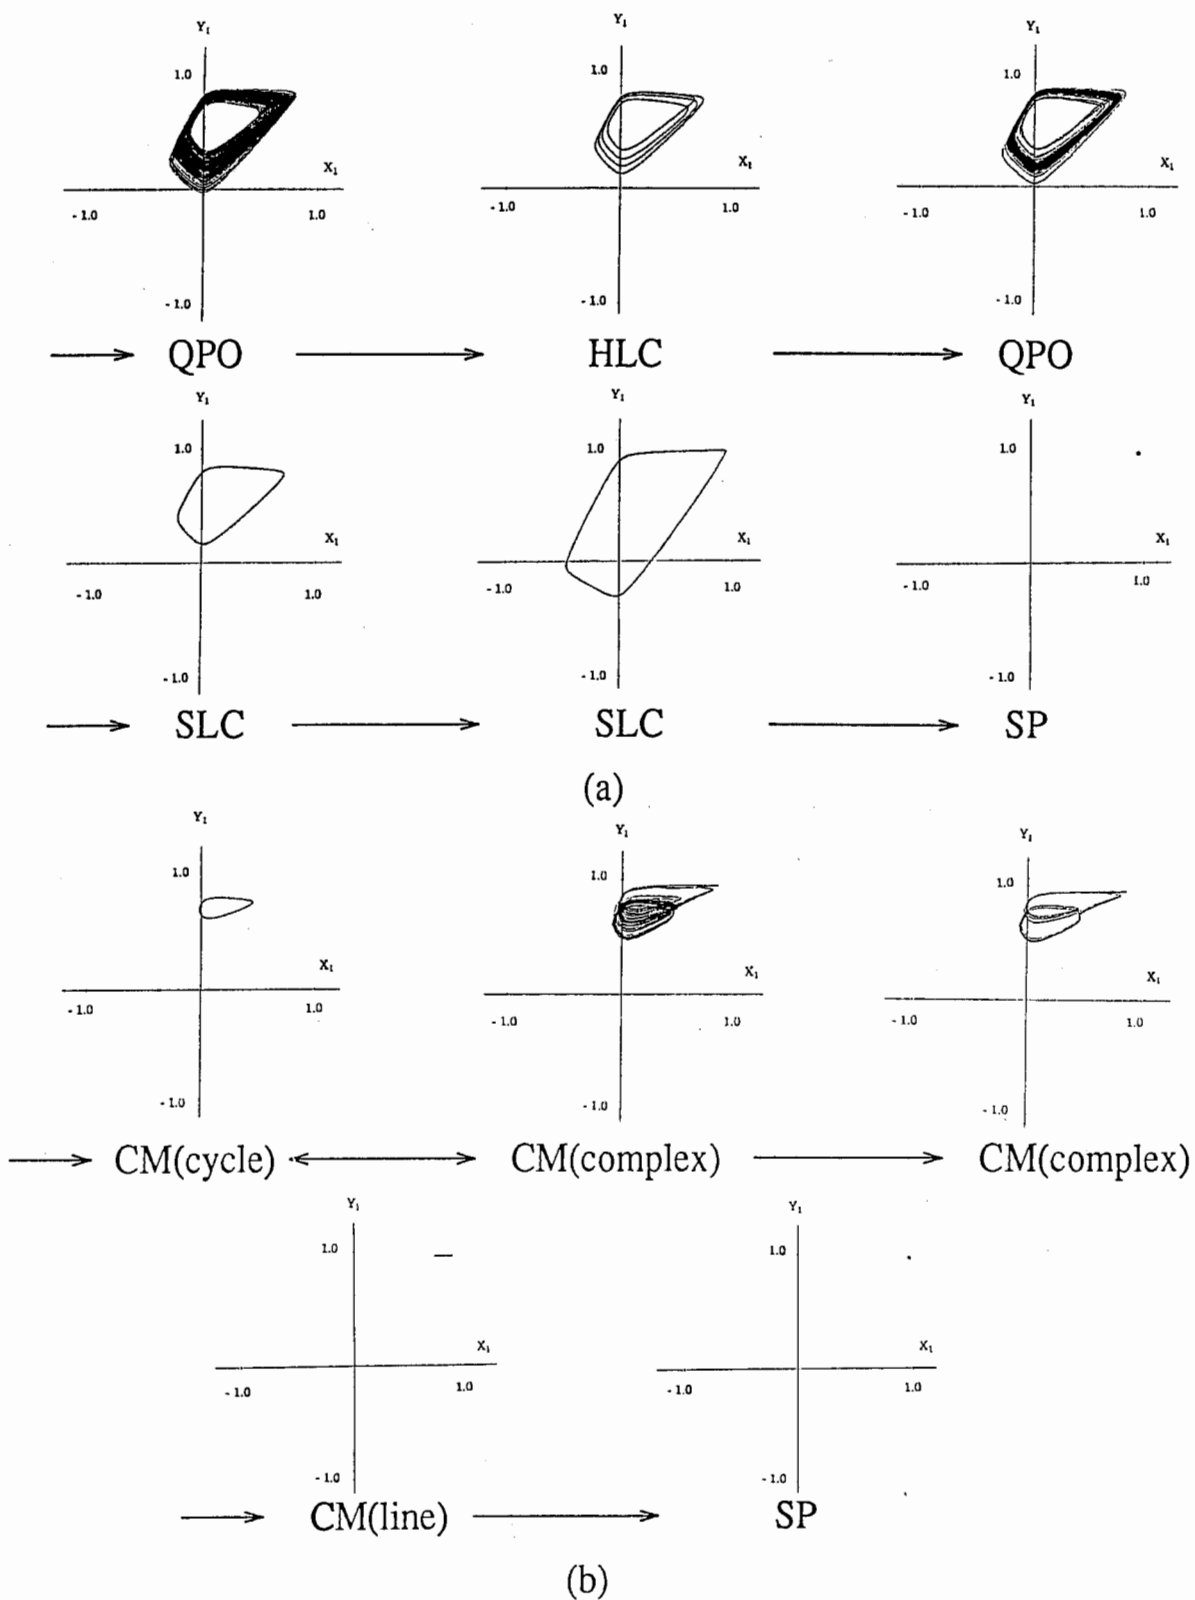 Y₁ Y₁ Y₁
1.0 1.0 1.0
X₁ X₁ X₁
- 1.0 1.0 - 1.0 1.0 - 1.0 1.0
- 1.0 - 1.0 - 1.0
QPO HLC QPO
Y₁ Y₁ Y₁
1.0 1.0 1.0
X₁ X₁ X₁
- 1.0 1.0 - 1.0 1.0 - 1.0 1.0
- 1.0 - 1.0 - 1.0
SLC SLC SP
(a)
Y₁ Y₁ Y₁
1.0 1.0 1.0
X₁ X₁ X₁
- 1.0 1.0 - 1.0 1.0 - 1.0 1.0
- 1.0 - 1.0 - 1.0
CM(cycle) CM(complex) CM(complex)
Y₁ Y₁
1.0 1.0
X₁ X₁
- 1.0 1.0 - 1.0 1.0
- 1.0 - 1.0
CM(line) SP
(b)